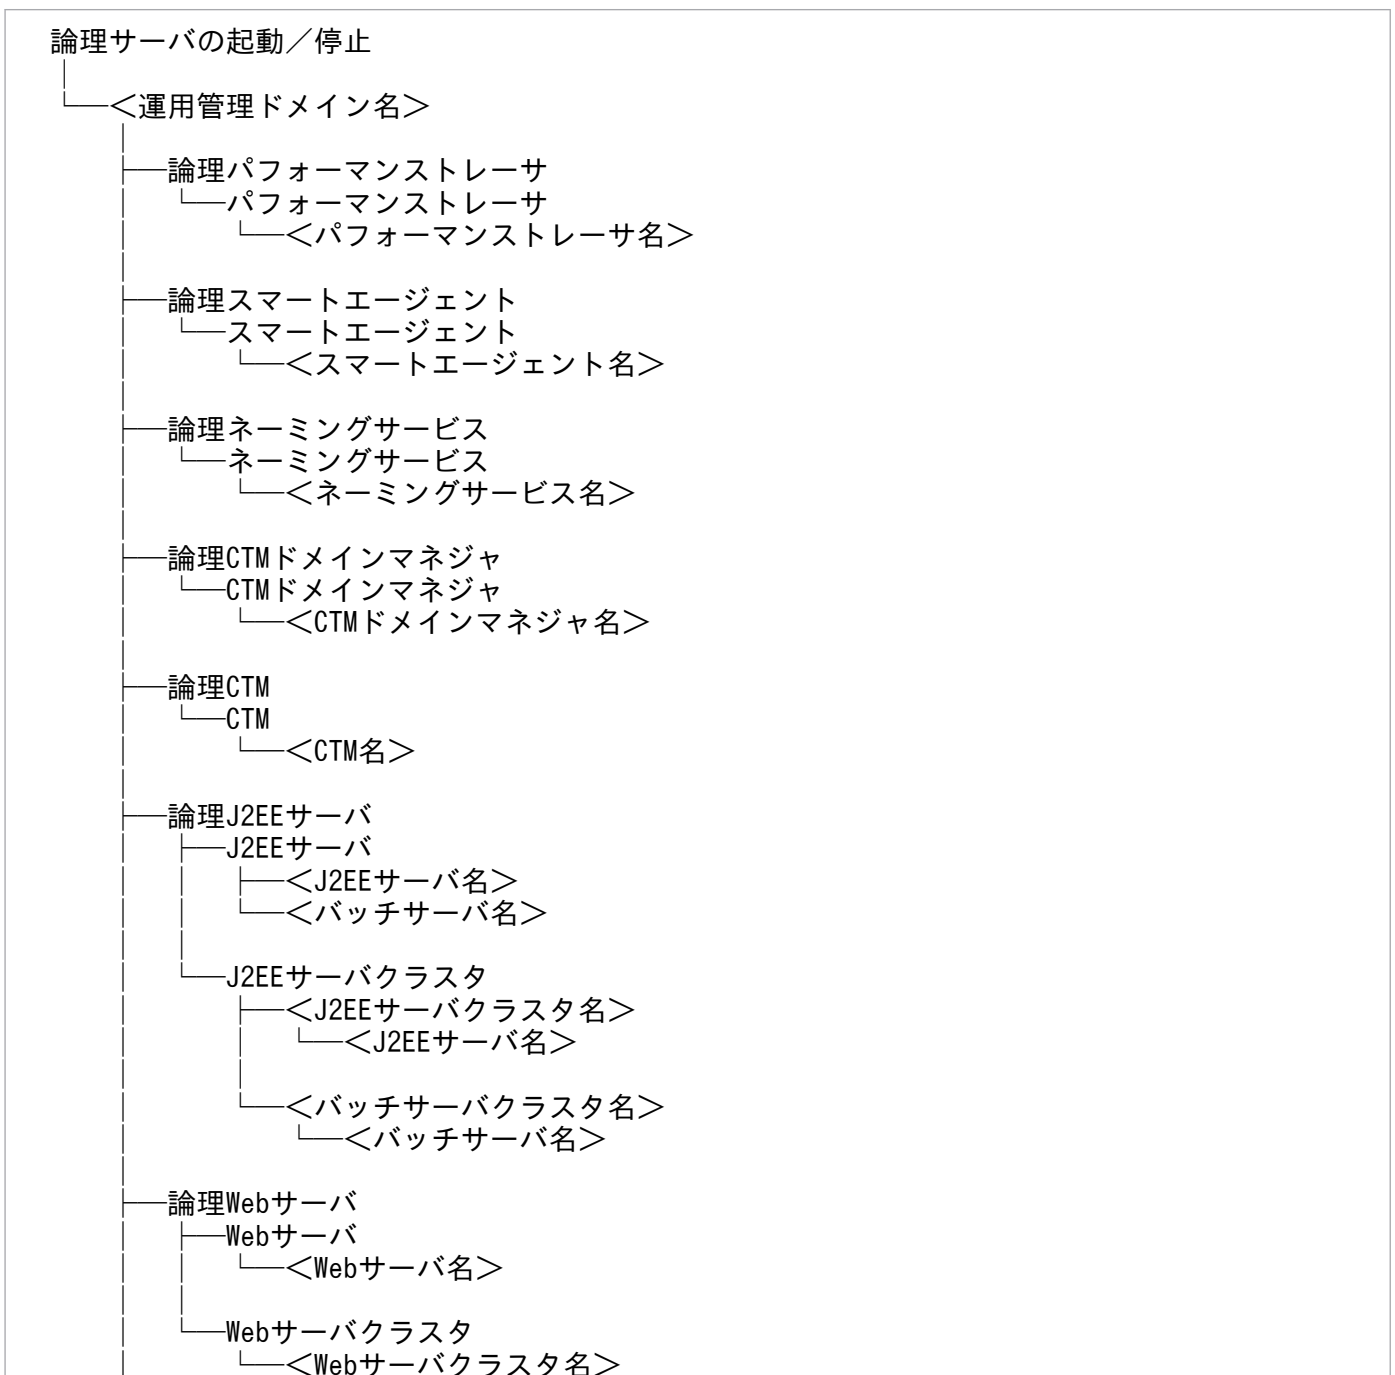 論理サーバの起動／停止
＜運用管理ドメイン名＞
論理パフォーマンストレーサ
パフォーマンストレーサ
＜パフォーマンストレーサ名＞
論理スマートエージェント
スマートエージェント
＜スマートエージェント名＞
論理ネーミングサービス
ネーミングサービス
＜ネーミングサービス名＞
論理CTMドメインマネジャ
CTMドメインマネジャ
＜CTMドメインマネジャ名＞
論理CTM
CTM
＜CTM名＞
論理J2EEサーバ
J2EEサーバ
＜J2EEサーバ名＞
＜バッチサーバ名＞
J2EEサーバクラスタ
＜J2EEサーバクラスタ名＞
＜J2EEサーバ名＞
＜バッチサーバクラスタ名＞
＜バッチサーバ名＞
論理Webサーバ
Webサーバ
＜Webサーバ名＞
Webサーバクラスタ
＜Webサーバクラスタ名＞